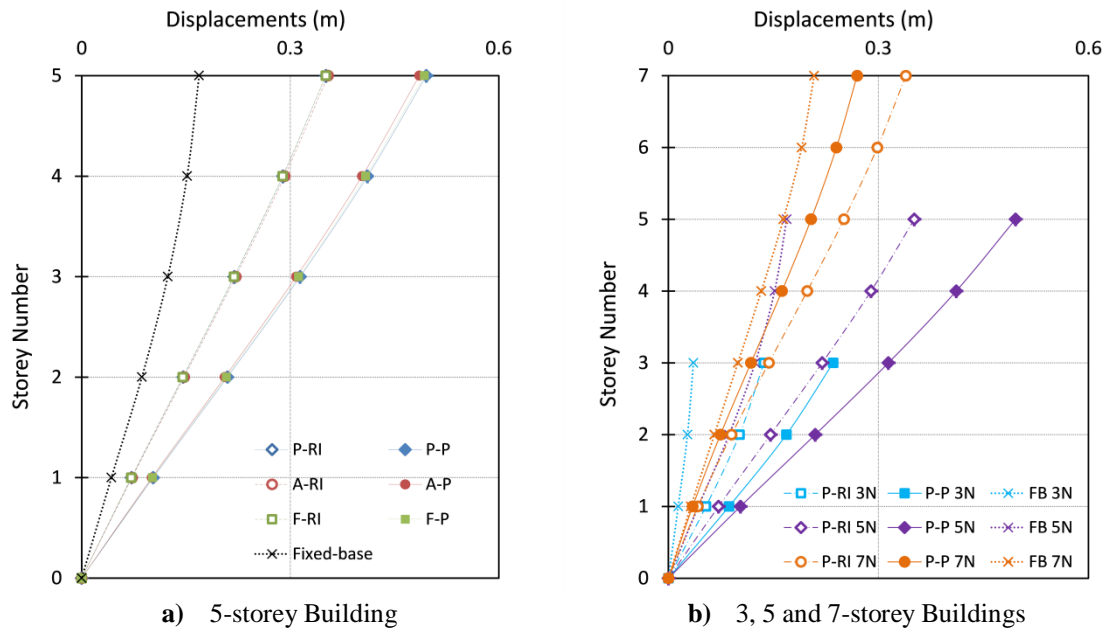 Displacements (m)
0 0.3 0.6
5
4
3
2
1
0
Storey Number
P-RI P-P
A-RI A-P
F-RI F-P
Fixed-base
a) 5-storey Building
Displacements (m)
0 0.3 0.6
7
6
5
4
3
2
1
0
Storey Number
P-RI 3N P-P 3N FB 3N
P-RI 5N P-P 5N FB 5N
P-RI 7N P-P 7N FB 7N
b) 3, 5 and 7-storey Buildings